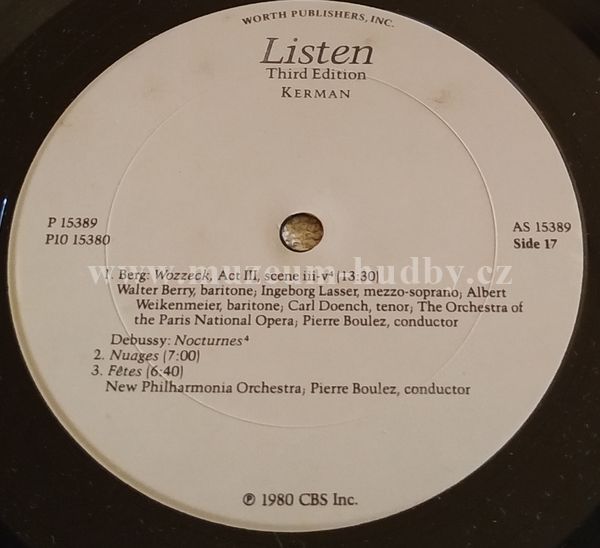 WORTH PUBLISHERS, INC.
Listen
Third Edition
KERMAN
P 15389
P10 15380
AS 15389
Side 17
1. Berg: Wozzeck, Act III, scene iii-v⁴ (13:30)
Walter Berry, baritone; Ingeborg Lasser, mezzo-soprano; Albert
Weikenmeier, baritone; Carl Doench, tenor; The Orchestra of
the Paris National Opera; Pierre Boulez, conductor
Debussy: Nocturnes⁴
2. Nuages (7:00)
3. Fêtes (6:40)
New Philharmonia Orchestra; Pierre Boulez, conductor
℗ 1980 CBS Inc.